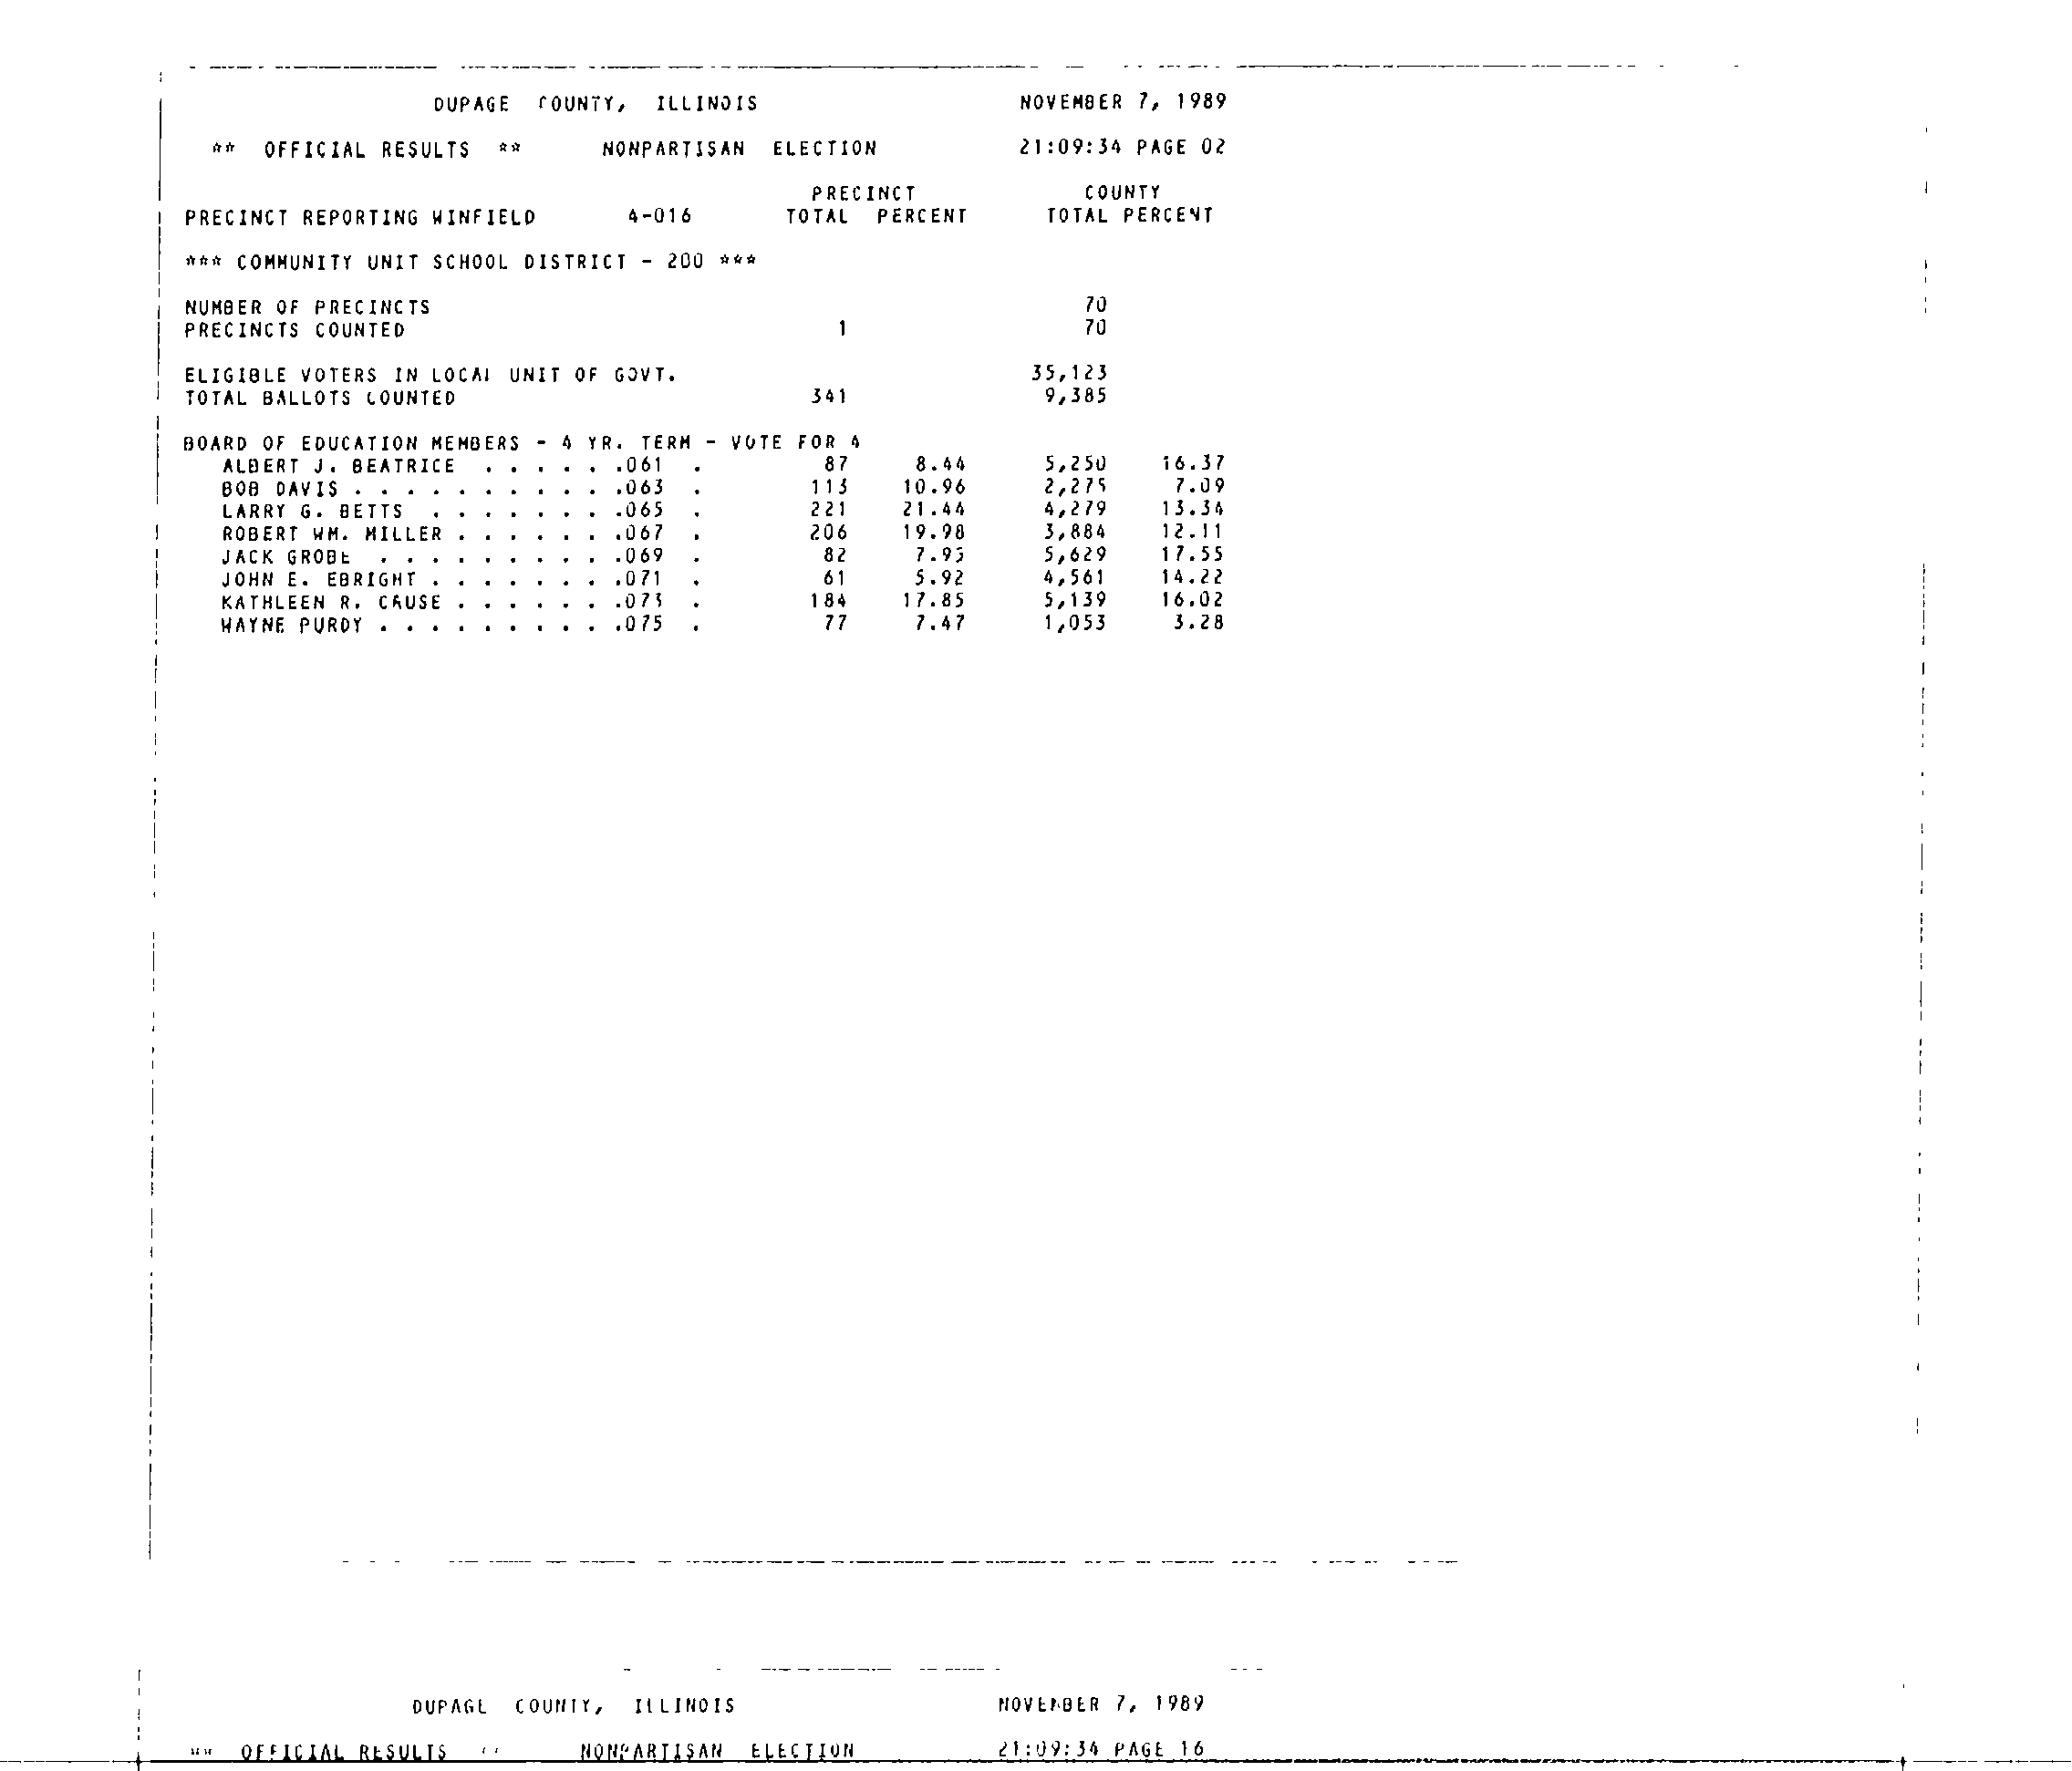 DUPAGE COUNTY, ILLINOIS NOVEMBER 7, 1989
** OFFICIAL RESULTS ** NONPARTISAN ELECTION 21:09:34 PAGE 02
PRECINCT COUNTY
PRECINCT REPORTING WINFIELD 4-016 TOTAL PERCENT TOTAL PERCENT
*** COMMUNITY UNIT SCHOOL DISTRICT - 200 ***
NUMBER OF PRECINCTS 70
PRECINCTS COUNTED 1 70
ELIGIBLE VOTERS IN LOCAL UNIT OF GOVT. 35,123
TOTAL BALLOTS COUNTED 341 9,385
BOARD OF EDUCATION MEMBERS - 4 YR. TERM - VOTE FOR 4
ALBERT J. BEATRICE . . . . . .061 . 87 8.44 5,250 16.37
BOB DAVIS . . . . . . . . . . .063 . 113 10.96 2,275 7.09
LARRY G. BETTS . . . . . . . .065 . 221 21.44 4,279 13.34
ROBERT WM. MILLER . . . . . . .067 . 206 19.98 3,884 12.11
JACK GROBE . . . . . . . . . .069 . 82 7.95 5,629 17.55
JOHN E. EBRIGHT . . . . . . . .071 . 61 5.92 4,561 14.22
KATHLEEN R. CAUSE . . . . . . .073 . 184 17.85 5,139 16.02
WAYNE PURDY . . . . . . . . . .075 . 77 7.47 1,053 3.28
DUPAGE COUNTY, ILLINOIS NOVEMBER 7, 1989
** OFFICIAL RESULTS NONPARTISAN ELECTION 21:09:34 PAGE 16